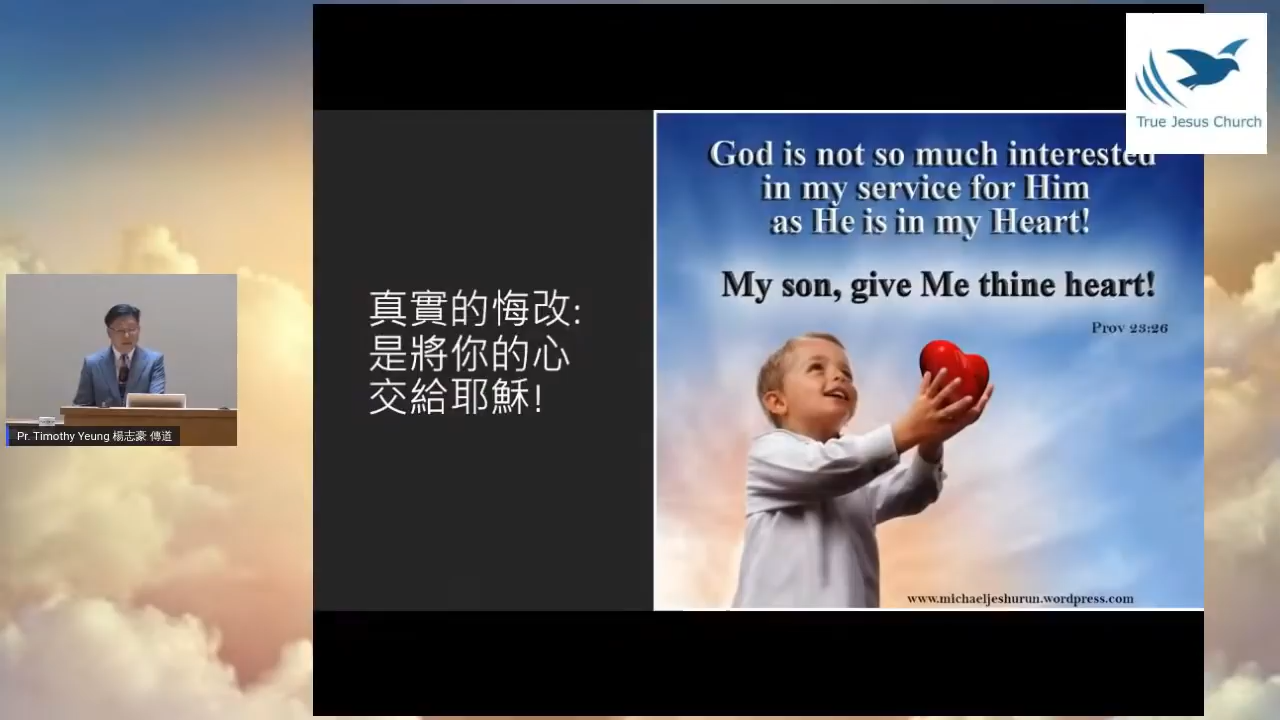 True Jesus Church
God is not so much interested
in my service for Him
as He is in my Heart!
My son, give Me thine heart!
Prov 23:26
真實的悔改:
是將你的心
交給耶穌!
Pr. Timothy Yeung 楊志豪 傳道
www.michaeljeshurun.wordpress.com